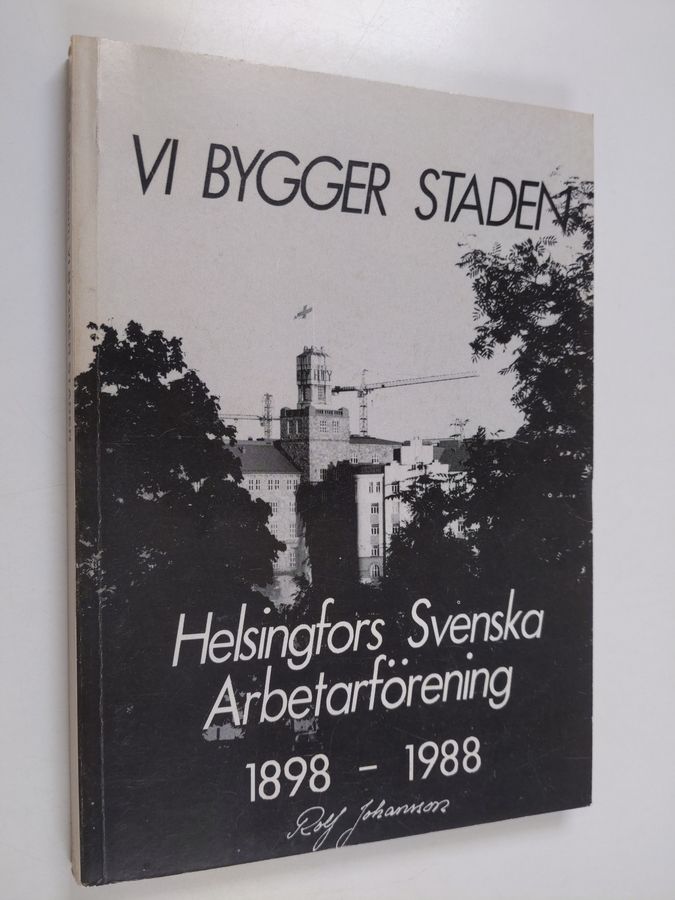 VI BYGGER STADEN
Helsingfors Svenska
Arbetarförening
1898 - 1988
Rolf Johansson